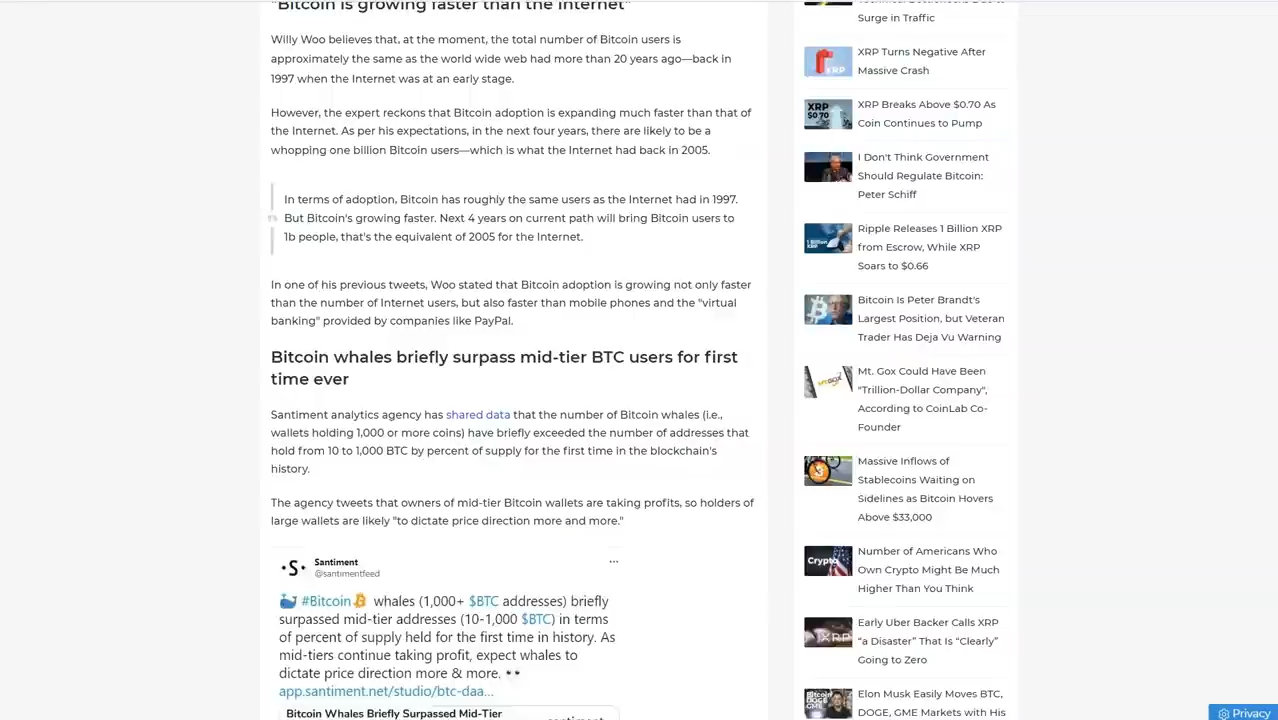 "Bitcoin is growing faster than the Internet"
Willy Woo believes that, at the moment, the total number of Bitcoin users is
approximately the same as the world wide web had more than 20 years ago—back in
1997 when the Internet was at an early stage.
However, the expert reckons that Bitcoin adoption is expanding much faster than that of
the Internet. As per his expectations, in the next four years, there are likely to be a
whopping one billion Bitcoin users—which is what the Internet had back in 2005.
In terms of adoption, Bitcoin has roughly the same users as the Internet had in 1997.
But Bitcoin's growing faster. Next 4 years on current path will bring Bitcoin users to
1b people, that's the equivalent of 2005 for the Internet.
In one of his previous tweets, Woo stated that Bitcoin adoption is growing not only faster
than the number of Internet users, but also faster than mobile phones and the "virtual
banking" provided by companies like PayPal.
Bitcoin whales briefly surpass mid-tier BTC users for first
time ever
Santiment analytics agency has shared data that the number of Bitcoin whales (i.e.,
wallets holding 1,000 or more coins) have briefly exceeded the number of addresses that
hold from 10 to 1,000 BTC by percent of supply for the first time in the blockchain's
history.
The agency tweets that owners of mid-tier Bitcoin wallets are taking profits, so holders of
large wallets are likely "to dictate price direction more and more."
·S·
Santiment
@santimentfeed
...
#Bitcoin whales (1,000+ $BTC addresses) briefly
surpassed mid-tier addresses (10-1,000 $BTC) in terms
of percent of supply held for the first time in history. As
mid-tiers continue taking profit, expect whales to
dictate price direction more & more.
app.santiment.net/studio/btc-daa...
Bitcoin Whales Briefly Surpassed Mid-Tier
santiment
Surge in Traffic
XRP
XRP Turns Negative After
Massive Crash
XRP
$0.70
XRP Breaks Above $0.70 As
Coin Continues to Pump
I Don't Think Government
Should Regulate Bitcoin:
Peter Schiff
1 Billion
XRP
Ripple Releases 1 Billion XRP
from Escrow, While XRP
Soars to $0.66
Bitcoin Is Peter Brandt's
Largest Position, but Veteran
Trader Has Deja Vu Warning
MTGOX
Mt. Gox Could Have Been
"Trillion-Dollar Company",
According to CoinLab Co-
Founder
Massive Inflows of
Stablecoins Waiting on
Sidelines as Bitcoin Hovers
Above $33,000
Crypto
Number of Americans Who
Own Crypto Might Be Much
Higher Than You Think
XRP
Early Uber Backer Calls XRP
“a Disaster” That Is “Clearly”
Going to Zero
Bitcoin
DOGE
GME
Elon Musk Easily Moves BTC,
DOGE, GME Markets with His
Privacy